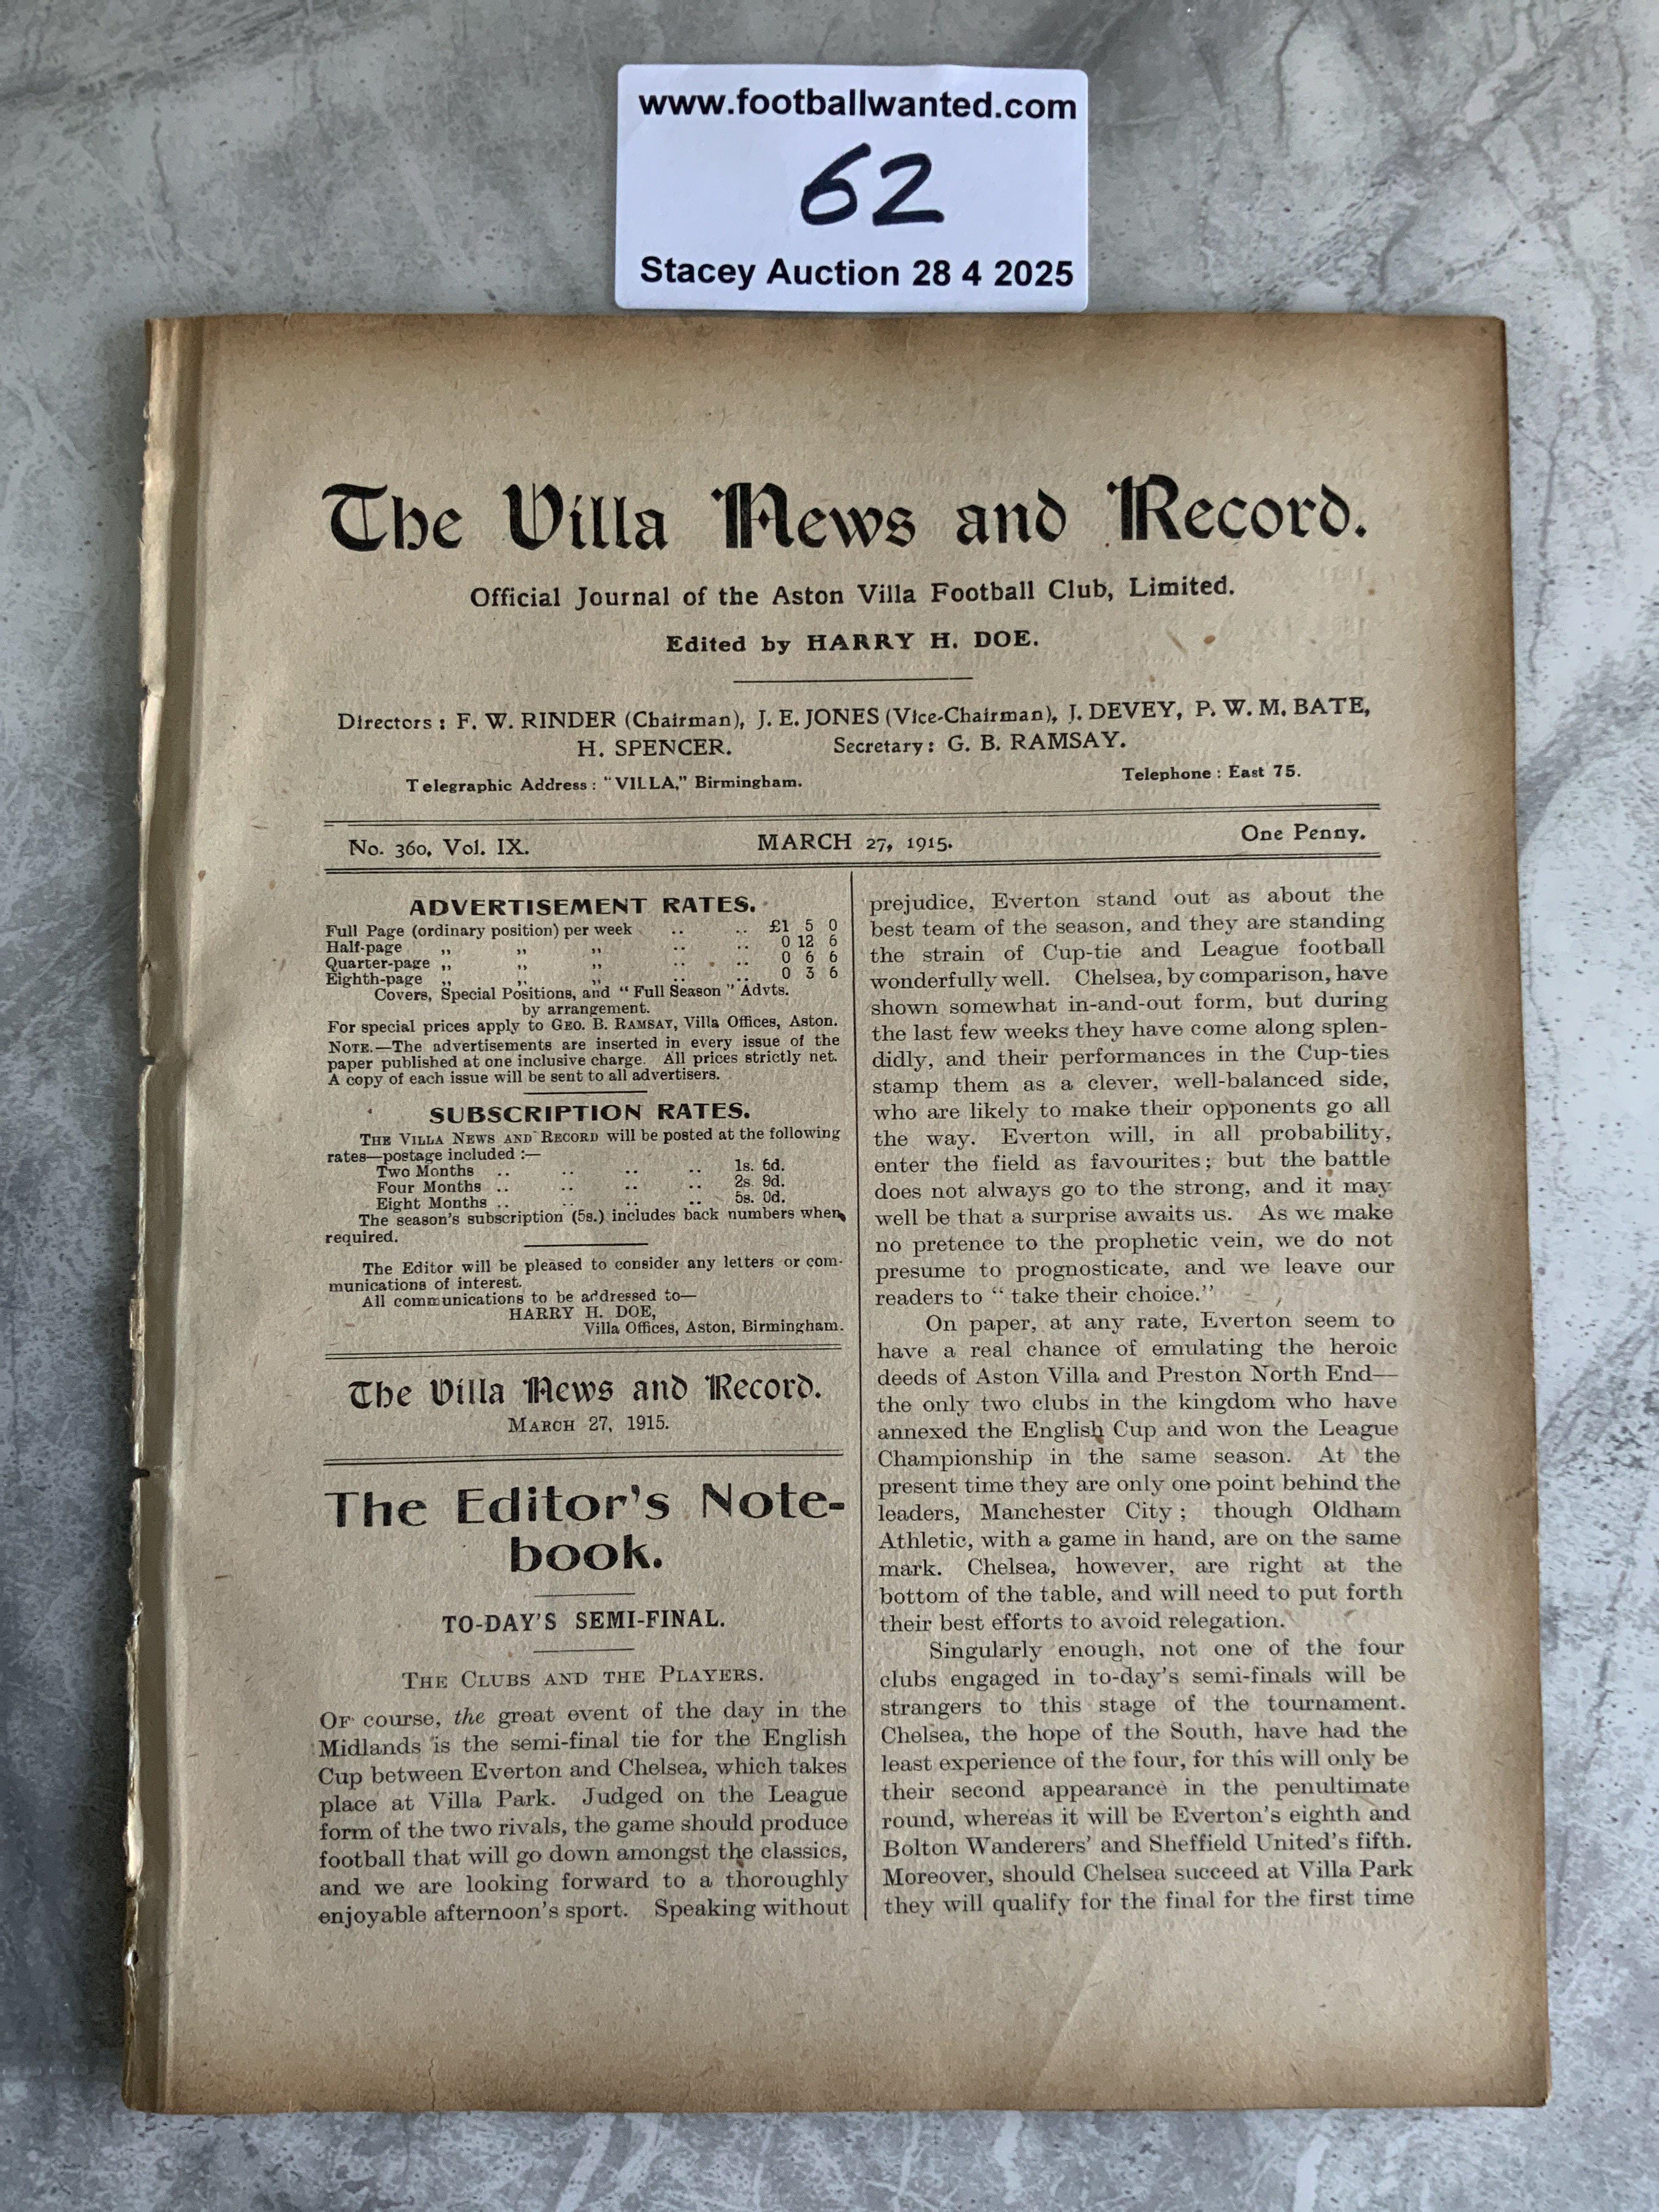 www.footballwanted.com
62
Stacey Auction 28 4 2025
The Villa News and Record.
Official Journal of the Aston Villa Football Club, Limited.
Edited by HARRY H. DOE.
Directors: F. W. RINDER (Chairman), J. E. JONES (Vice-Chairman), J. DEVEY, P. W. M. BATE,
H. SPENCER. Secretary: G. B. RAMSAY.
Telegraphic Address: "VILLA," Birmingham. Telephone: East 75.
No. 360, Vol. IX. MARCH 27, 1915. One Penny.
ADVERTISEMENT RATES.
Full Page (ordinary position) per week .. .. £1 5 0
Half-page ,, ,, ,, .. .. 0 12 6
Quarter-page ,, ,, ,, .. .. 0 6 6
Eighth-page ,, ,, ,, .. .. 0 3 6
Covers, Special Positions, and "Full Season" Advts.
by arrangement.
For special prices apply to GEO. B. RAMSAY, Villa Offices, Aston.
NOTE.—The advertisements are inserted in every issue of the
paper published at one inclusive charge. All prices strictly net.
A copy of each issue will be sent to all advertisers.
SUBSCRIPTION RATES.
THE VILLA NEWS AND RECORD will be posted at the following
rates—postage included :—
Two Months .. .. .. .. 1s. 6d.
Four Months .. .. .. .. 2s. 9d.
Eight Months .. .. .. .. 5s. 0d.
The season's subscription (5s.) includes back numbers when
required.
The Editor will be pleased to consider any letters or com-
munications of interest.
All communications to be addressed to—
HARRY H. DOE,
Villa Offices, Aston, Birmingham.
The Villa News and Record.
MARCH 27, 1915.
The Editor's Note-
book.
TO-DAY'S SEMI-FINAL.
THE CLUBS AND THE PLAYERS.
OF course, the great event of the day in the
Midlands is the semi-final tie for the English
Cup between Everton and Chelsea, which takes
place at Villa Park. Judged on the League
form of the two rivals, the game should produce
football that will go down amongst the classics,
and we are looking forward to a thoroughly
enjoyable afternoon's sport. Speaking without
prejudice, Everton stand out as about the
best team of the season, and they are standing
the strain of Cup-tie and League football
wonderfully well. Chelsea, by comparison, have
shown somewhat in-and-out form, but during
the last few weeks they have come along splen-
didly, and their performances in the Cup-ties
stamp them as a clever, well-balanced side,
who are likely to make their opponents go all
the way. Everton will, in all probability,
enter the field as favourites; but the battle
does not always go to the strong, and it may
well be that a surprise awaits us. As we make
no pretence to the prophetic vein, we do not
presume to prognosticate, and we leave our
readers to "take their choice."
On paper, at any rate, Everton seem to
have a real chance of emulating the heroic
deeds of Aston Villa and Preston North End—
the only two clubs in the kingdom who have
annexed the English Cup and won the League
Championship in the same season. At the
present time they are only one point behind the
leaders, Manchester City; though Oldham
Athletic, with a game in hand, are on the same
mark. Chelsea, however, are right at the
bottom of the table, and will need to put forth
their best efforts to avoid relegation.
Singularly enough, not one of the four
clubs engaged in to-day's semi-finals will be
strangers to this stage of the tournament.
Chelsea, the hope of the South, have had the
least experience of the four, for this will only be
their second appearance in the penultimate
round, whereas it will be Everton's eighth and
Bolton Wanderers' and Sheffield United's fifth.
Moreover, should Chelsea succeed at Villa Park
they will qualify for the final for the first time